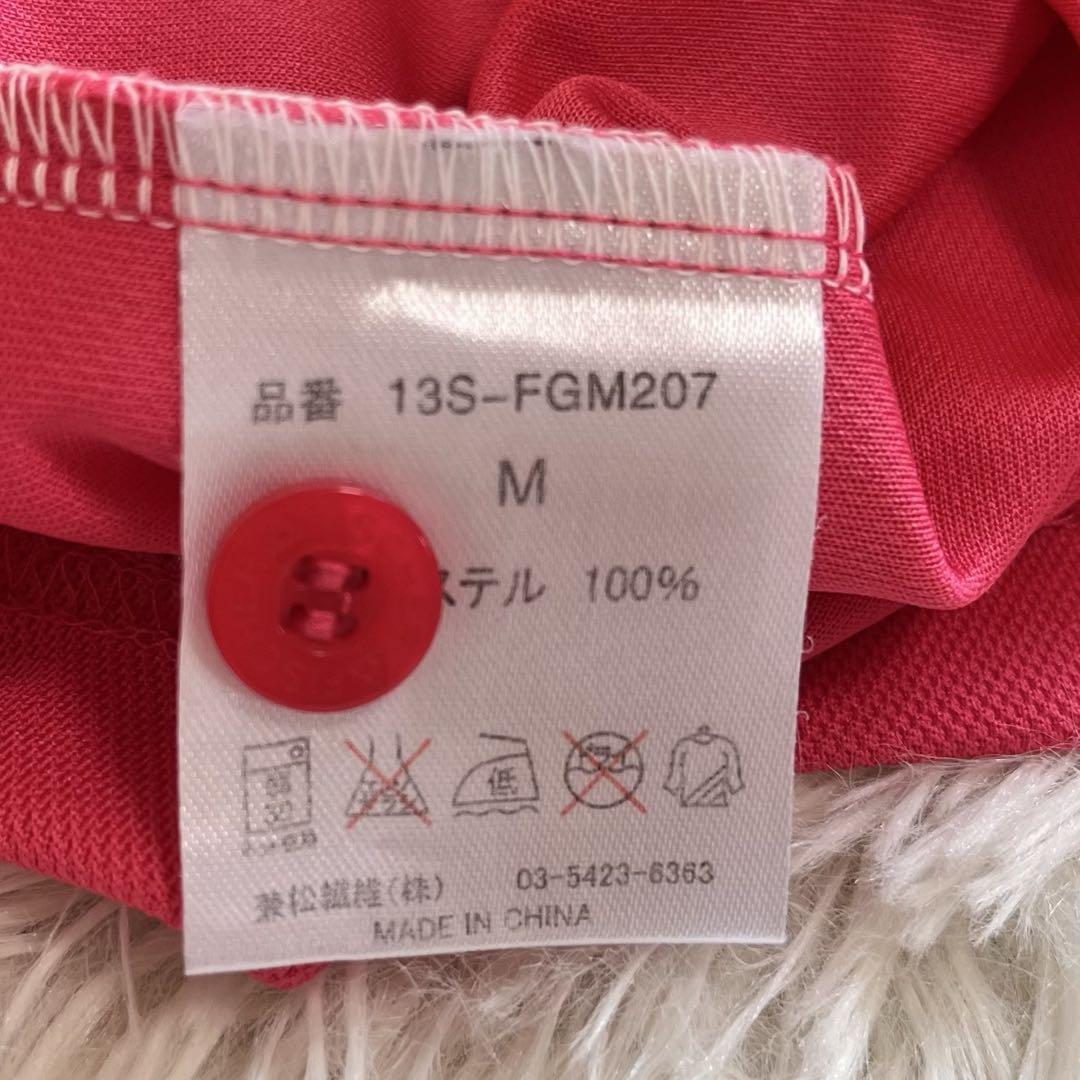 品番 13S-FGM207
M
ステル 100%
低
兼松繊維(株) 03-5423-6363
MADE IN CHINA